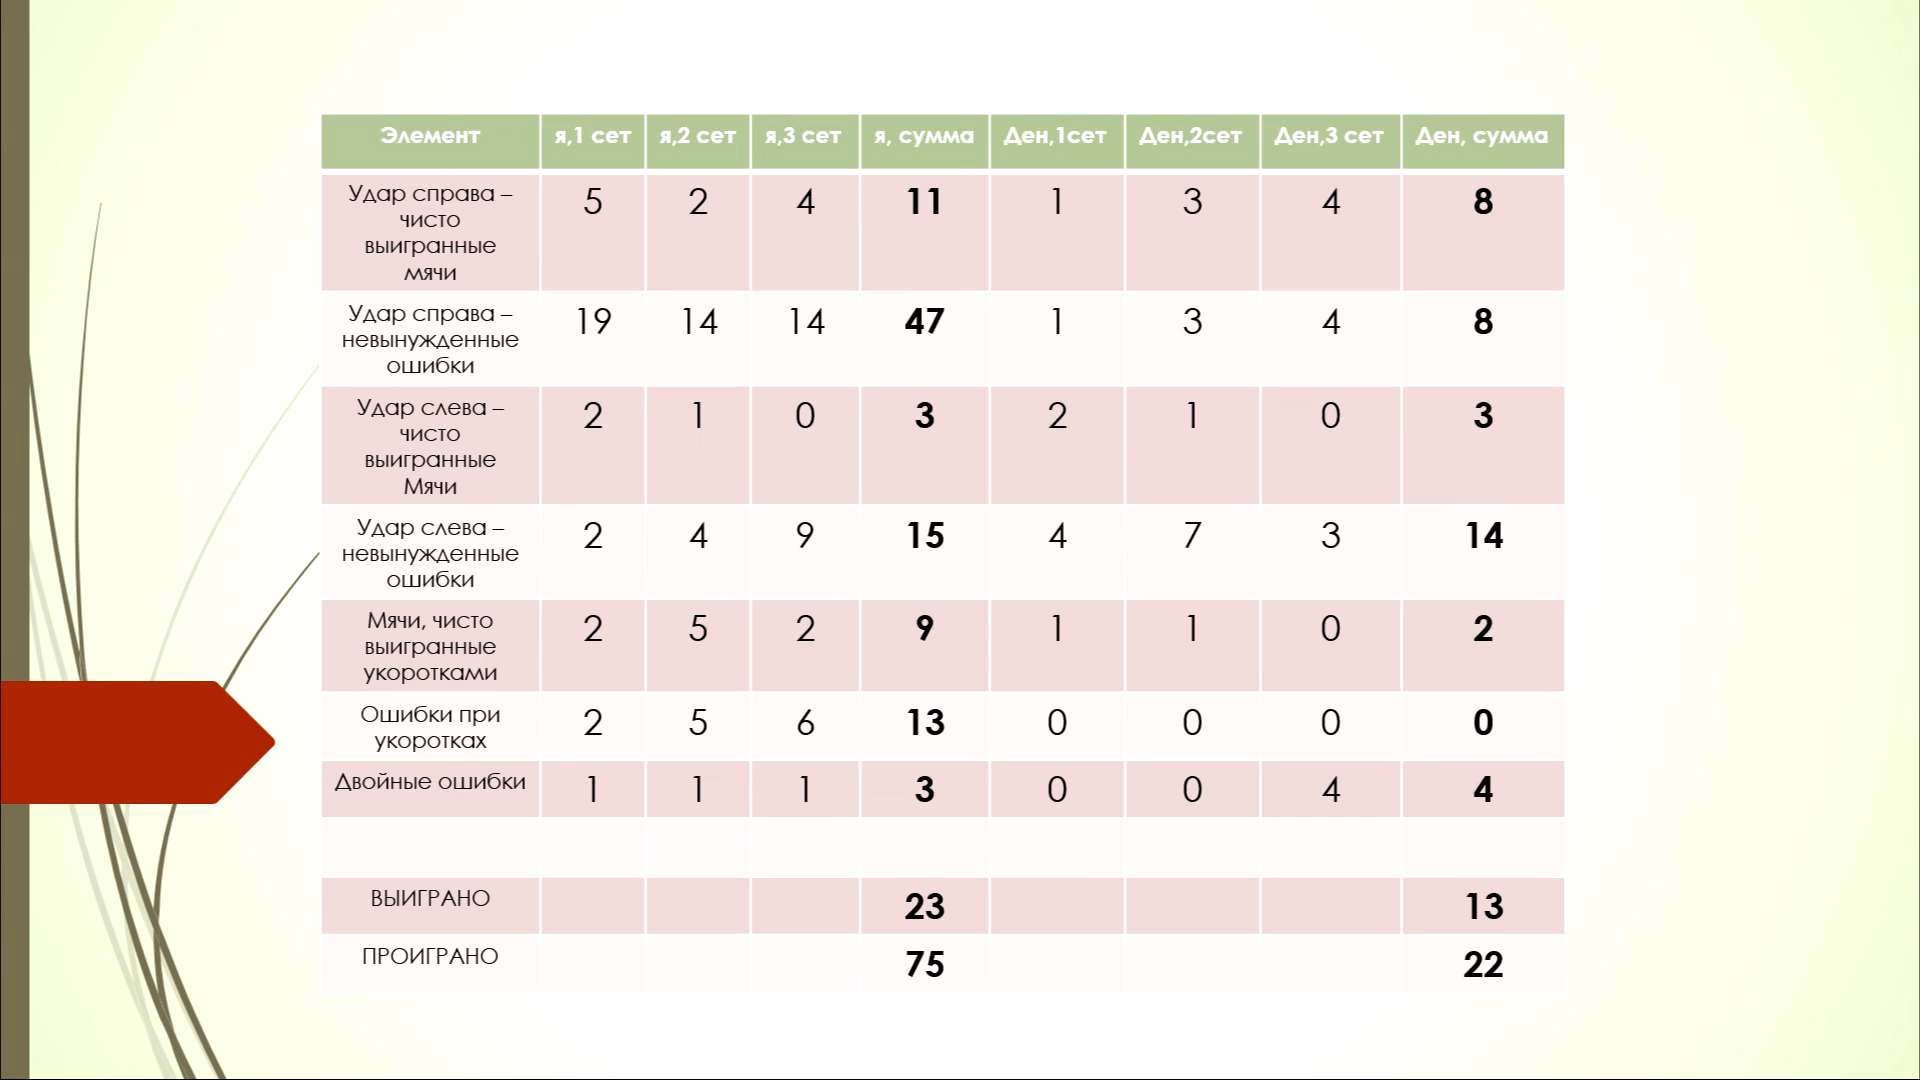 Элемент я,1 сет я,2 сет я,3 сет я, сумма Ден,1сет Ден,2сет Ден,3 сет Ден, сумма
Удар справа – 5 2 4 11 1 3 4 8
чисто
выигранные
мячи
Удар справа – 19 14 14 47 1 3 4 8
невынужденные
ошибки
Удар слева – 2 1 0 3 2 1 0 3
чисто
выигранные
Мячи
Удар слева – 2 4 9 15 4 7 3 14
невынужденные
ошибки
Мячи, чисто 2 5 2 9 1 1 0 2
выигранные
укоротками
Ошибки при 2 5 6 13 0 0 0 0
укоротках
Двойные ошибки 1 1 1 3 0 0 4 4
ВЫИГРАНО 23 13
ПРОИГРАНО 75 22